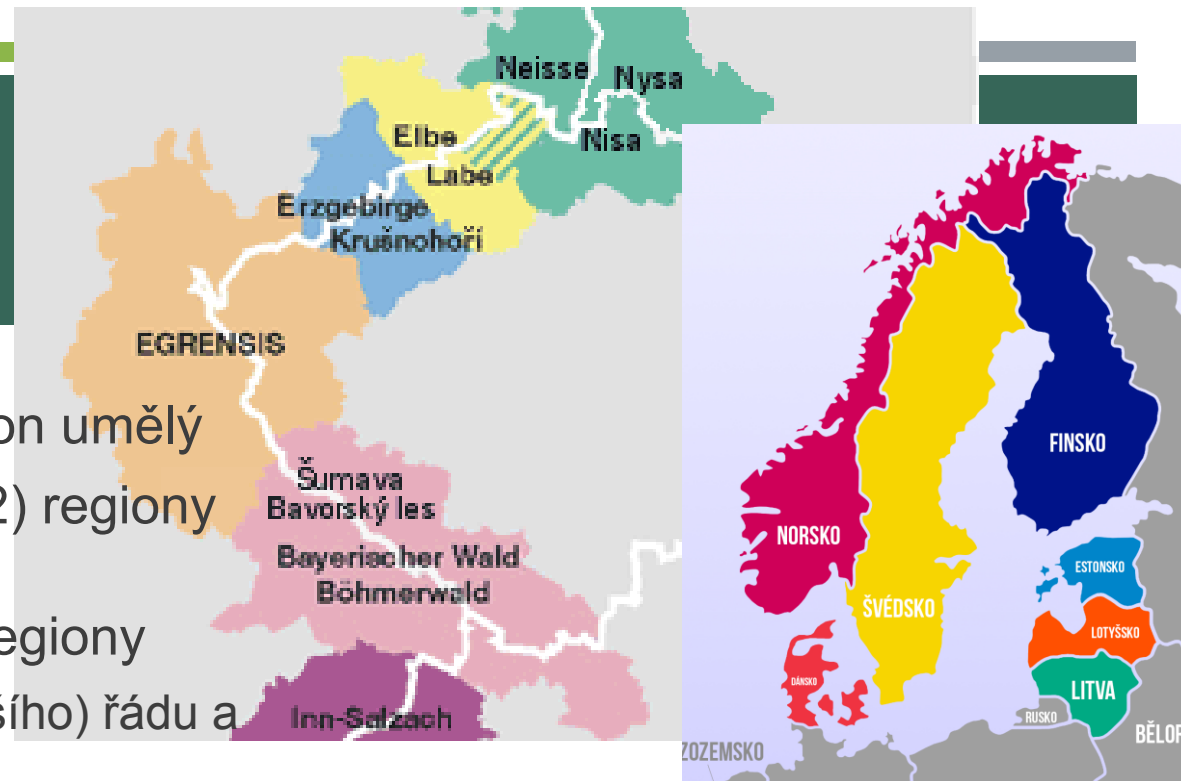 Neisse
Nysa
Elbe
Nisa
Labe
Erzgebirge
Krušnohoří
EGRENSIS
on umělý
Šumava
2) regiony
Bavorský les
Bayerischer Wald
Böhmerwald
egiony
šího) řádu a
Inn-Salzach
FINSKO
NORSKO
ESTONSKO
ŠVÉDSKO
LOTYŠSKO
DÁNSKO
LITVA
RUSKO
BĚLOR
ZOZEMSKO